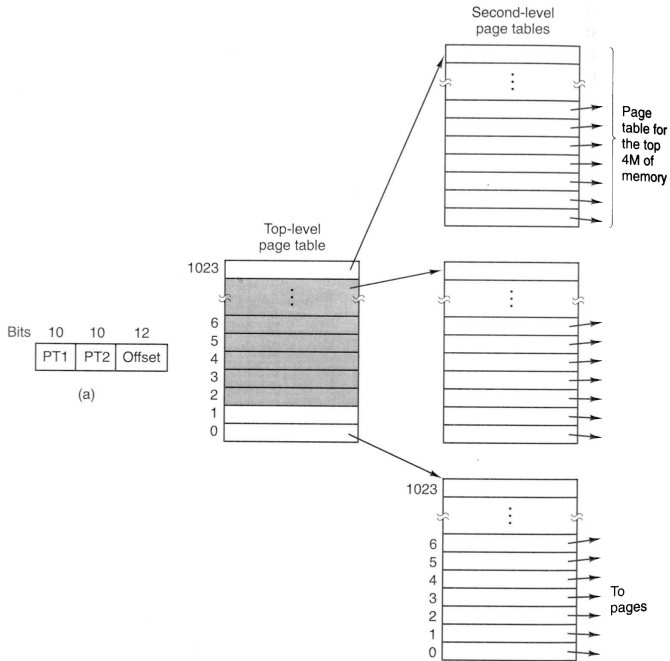 Second-level
page tables
Page
table for
the top
4M of
memory
Top-level
page table
1023
6
5
4
3
2
1
0
Bits 10 10 12
PT1 PT2 Offset
(a)
1023
6
5
4
3
2
1
0
To
pages